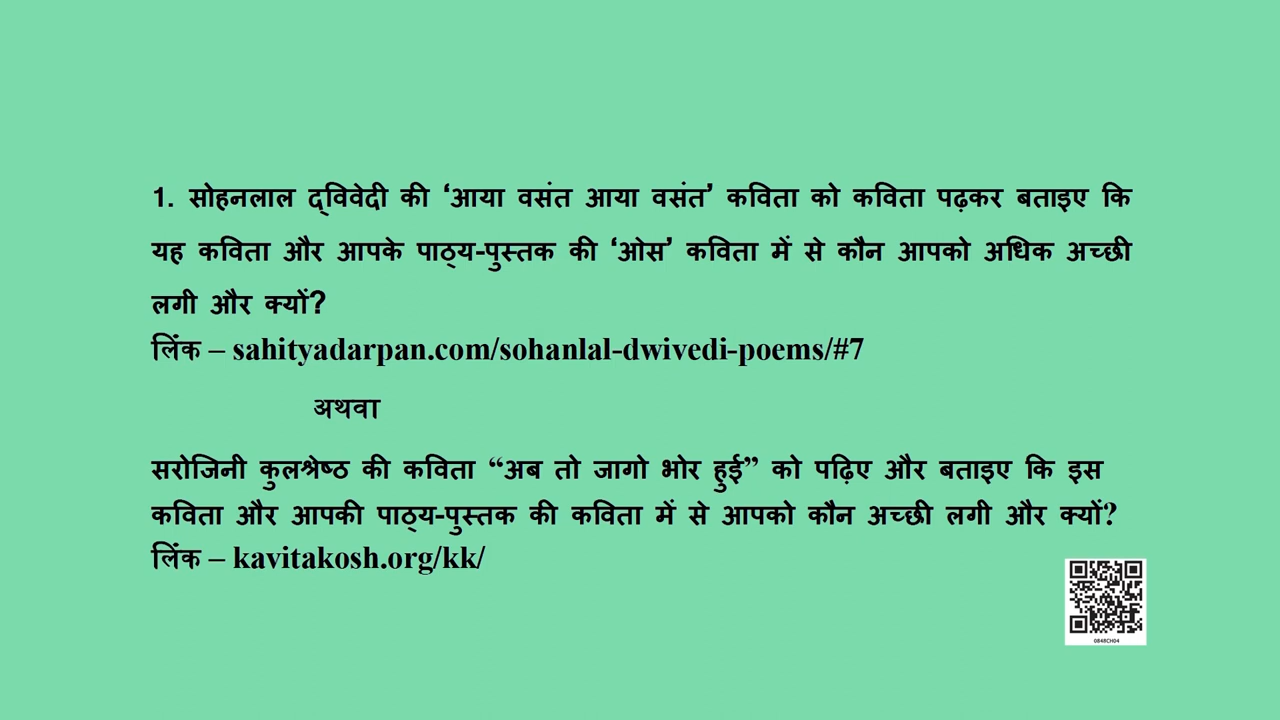 1. सोहनलाल द्विवेदी की ‘आया वसंत आया वसंत’ कविता को कविता पढ़कर बताइए कि
यह कविता और आपके पाठ्य-पुस्तक की ‘ओस’ कविता में से कौन आपको अधिक अच्छी
लगी और क्यों?
लिंक – sahityadarpan.com/sohanlal-dwivedi-poems/#7
अथवा
सरोजिनी कुलश्रेष्ठ की कविता “अब तो जागो भोर हुई” को पढ़िए और बताइए कि इस
कविता और आपकी पाठ्य-पुस्तक की कविता में से आपको कौन अच्छी लगी और क्यों?
लिंक – kavitakosh.org/kk/
0848CH04